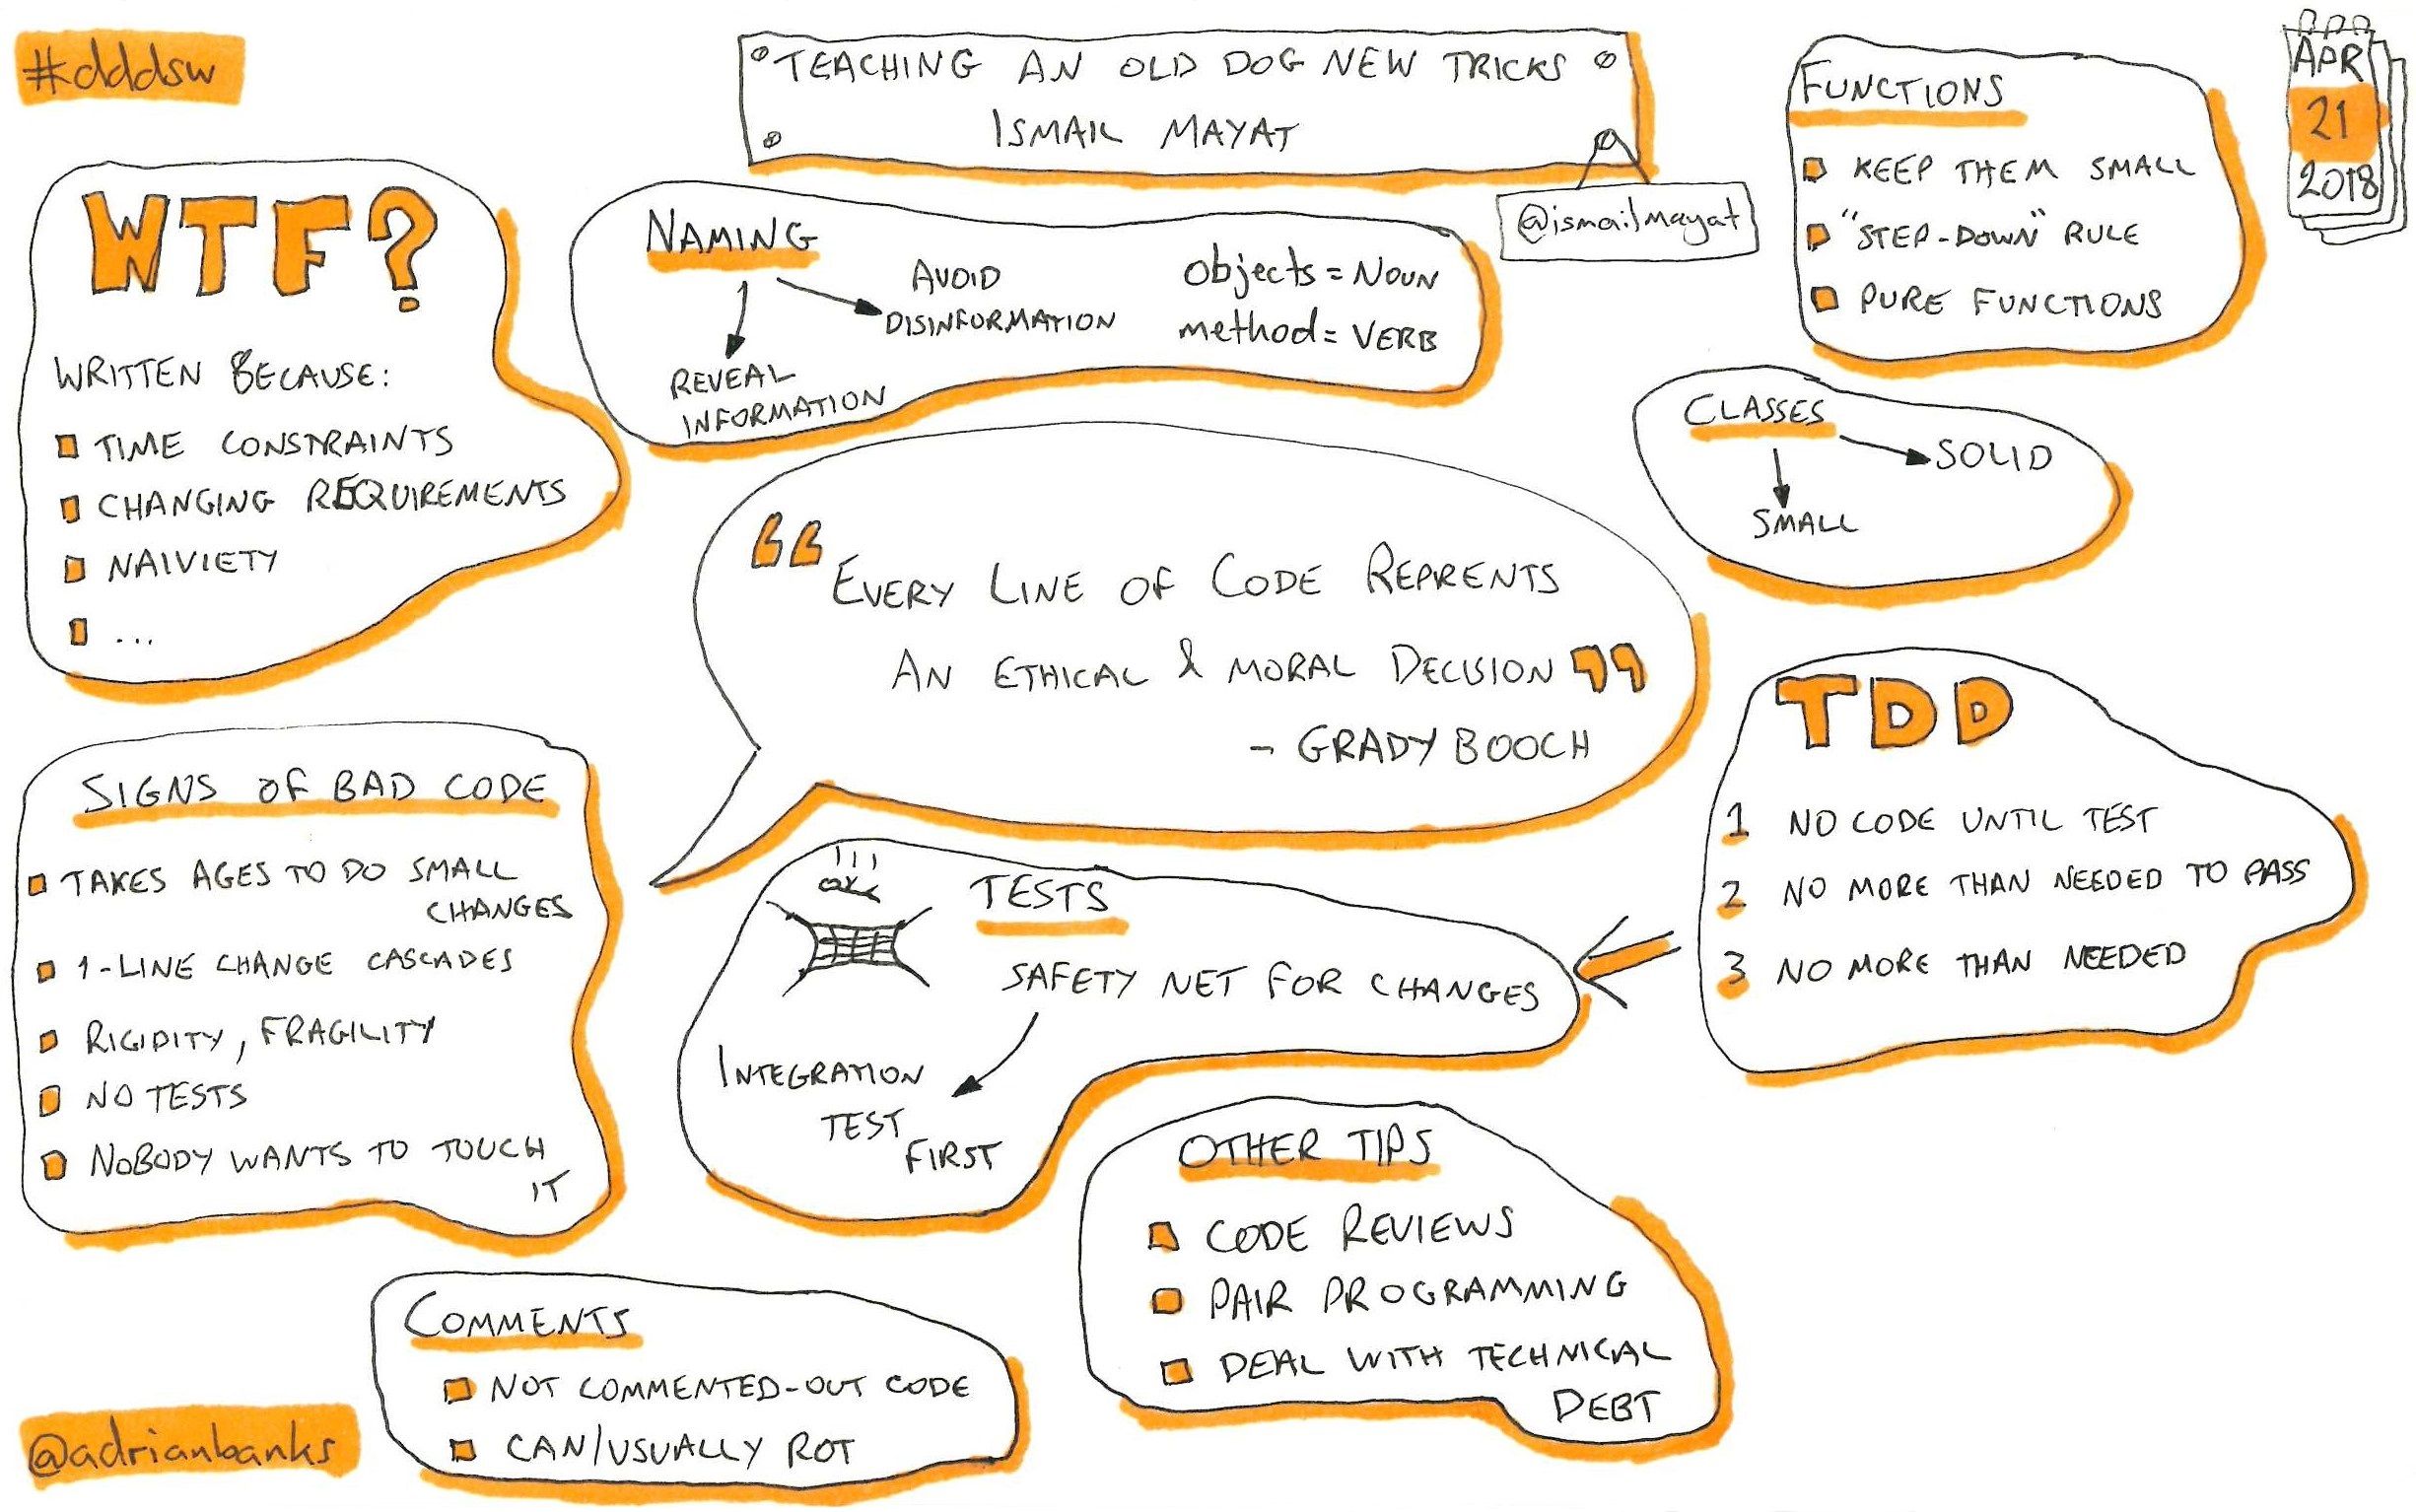 #dddsw
TEACHING AN OLD DOG NEW TRICKS
ISMAIL MAYAT
@ismailmayat
APR
21
2018
WTF?
WRITTEN BECAUSE:
TIME CONSTRAINTS
CHANGING REQUIREMENTS
NAIVIETY
...
NAMING
AVOID
DISINFORMATION
REVEAL
INFORMATION
objects = NOUN
method = VERB
FUNCTIONS
KEEP THEM SMALL
"STEP-DOWN" RULE
PURE FUNCTIONS
CLASSES
SOLID
SMALL
“EVERY LINE OF CODE REPRENTS
AN ETHICAL & MORAL DECISION”
- GRADY BOOCH
SIGNS OF BAD CODE
TAKES AGES TO DO SMALL
CHANGES
1-LINE CHANGE CASCADES
RIGIDITY, FRAGILITY
NO TESTS
NOBODY WANTS TO TOUCH
IT
TESTS
SAFETY NET FOR CHANGES
INTEGRATION
TEST
FIRST
TDD
1 NO CODE UNTIL TEST
2 NO MORE THAN NEEDED TO PASS
3 NO MORE THAN NEEDED
OTHER TIPS
CODE REVIEWS
PAIR PROGRAMMING
DEAL WITH TECHNICAL
DEBT
COMMENTS
NOT COMMENTED-OUT CODE
CAN/USUALLY ROT
@adrianbanks